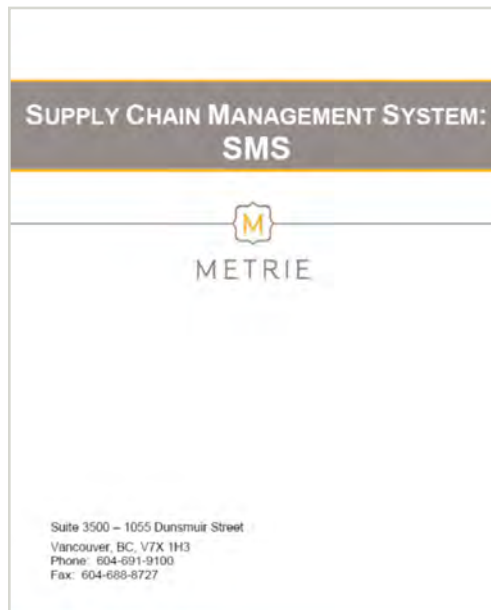 SUPPLY CHAIN MANAGEMENT SYSTEM:
SMS
M
METRIE
Suite 3500 – 1055 Dunsmuir Street
Vancouver, BC, V7X 1H3
Phone: 604-691-9100
Fax: 604-688-8727